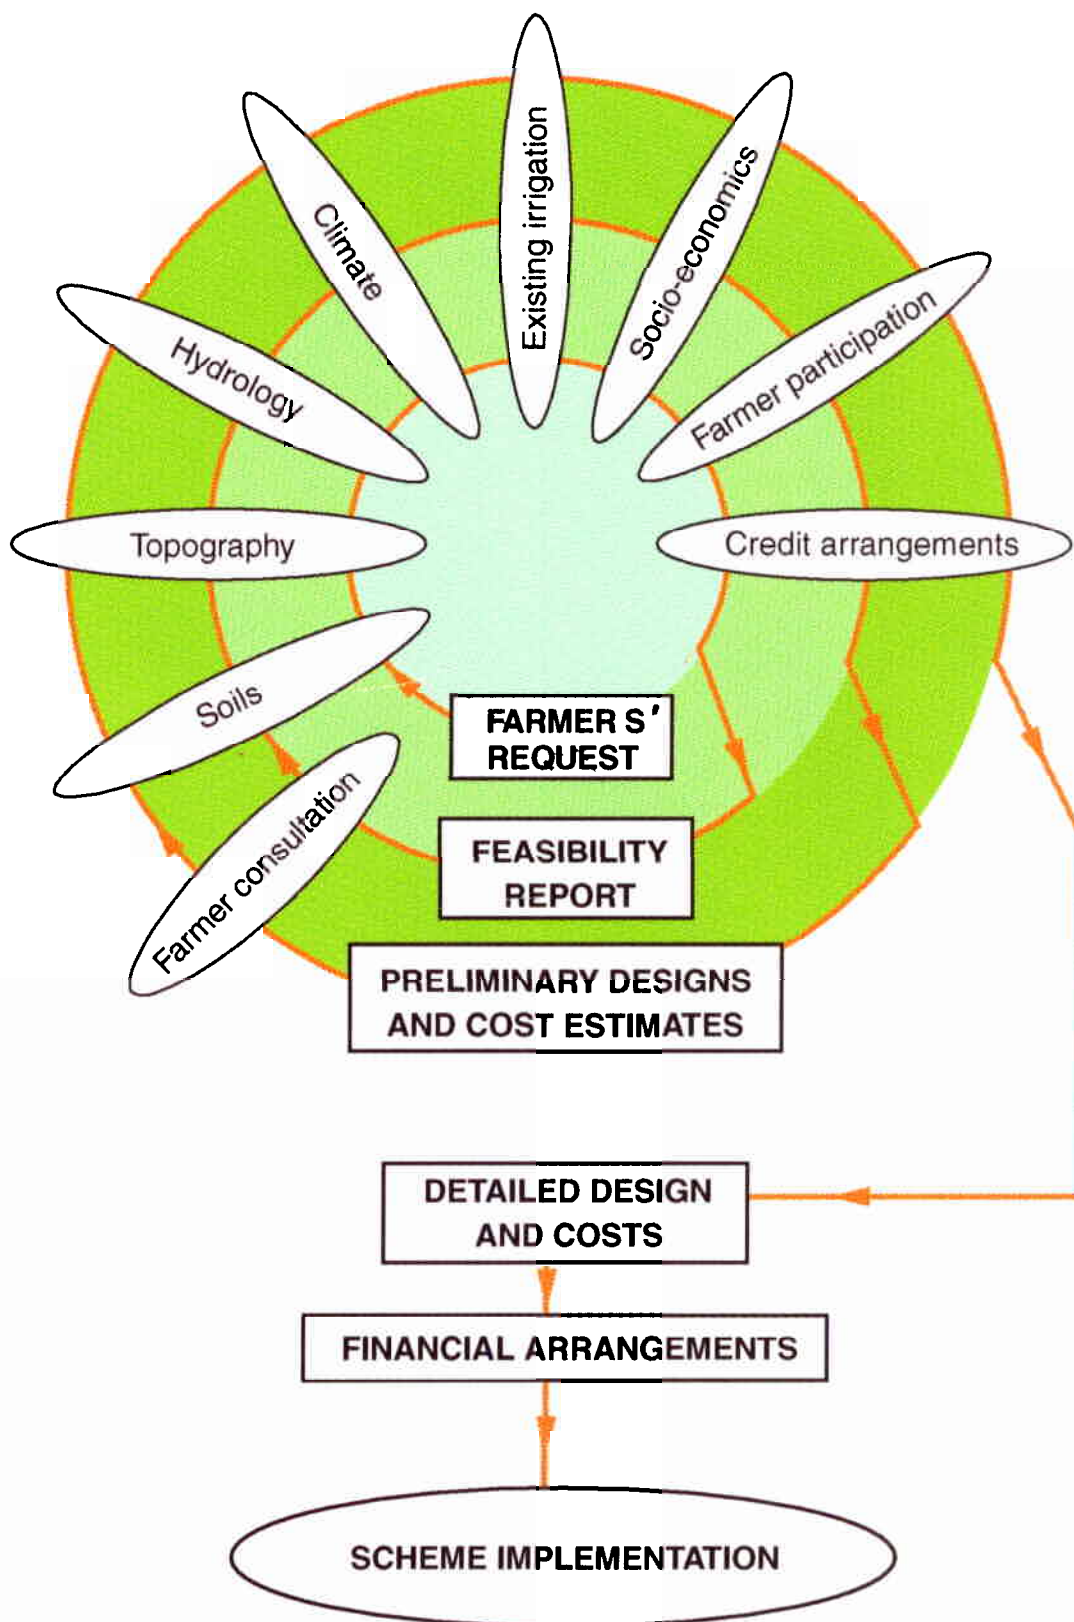 Existing irrigation
Climate
Socio-economics
Hydrology
Farmer participation
Topography
Credit arrangements
Soils
Farmer consultation
FARMER S'
REQUEST
FEASIBILITY
REPORT
PRELIMINARY DESIGNS
AND COST ESTIMATES
DETAILED DESIGN
AND COSTS
FINANCIAL ARRANGEMENTS
SCHEME IMPLEMENTATION